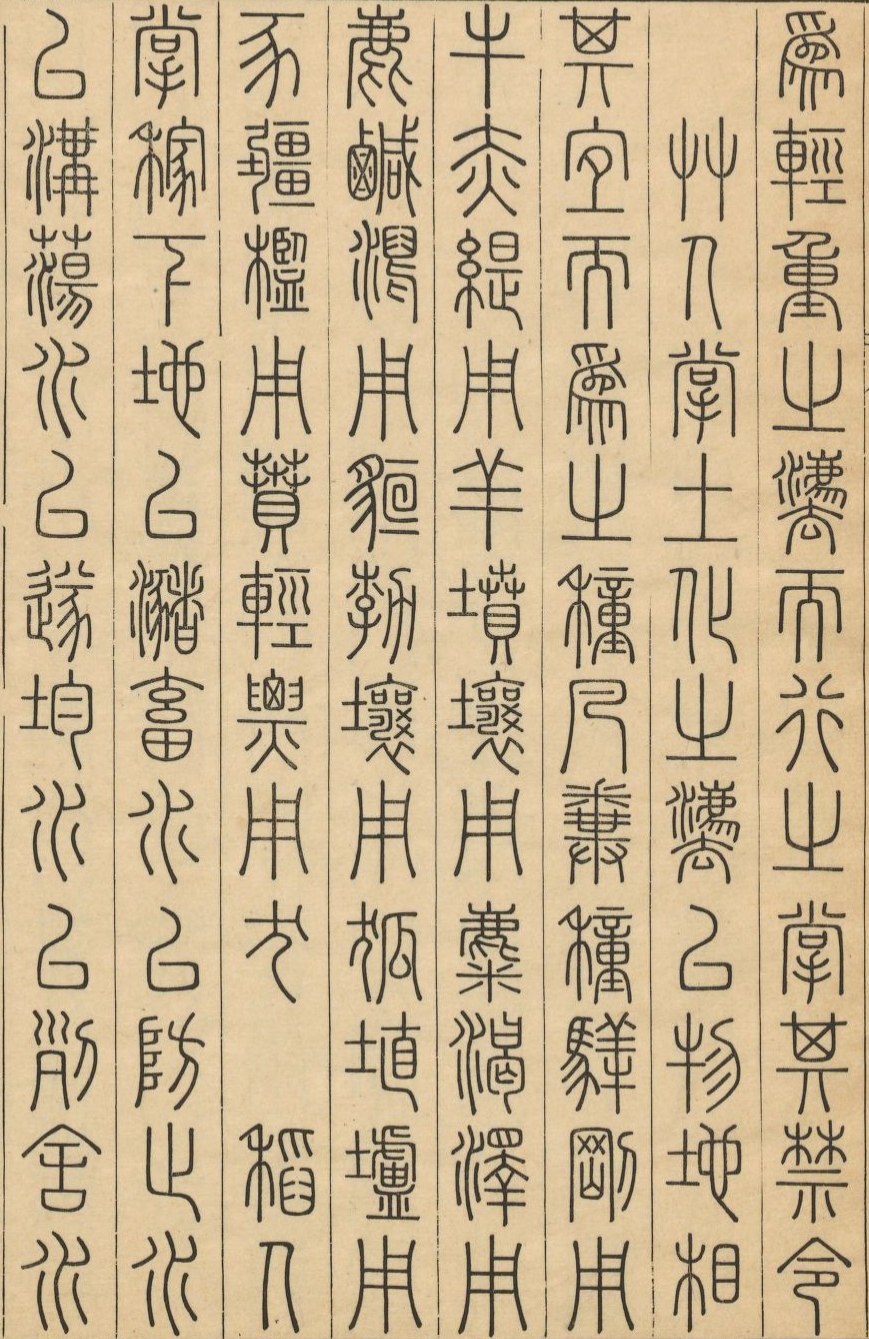 爲輕重之灋而行之掌其禁令
艸人掌土化之灋以物地相
其宜而爲之種凡糞種騂剛用
牛赤緹用羊墳壤用麋渴澤用
鹿鹹潟用貆勃壤用狐埴壚用
豕彊檻用蕡輕爂用犬　稻人
掌稼下地以瀦畜水以防止水
以溝蕩水以遂均水以列舍水